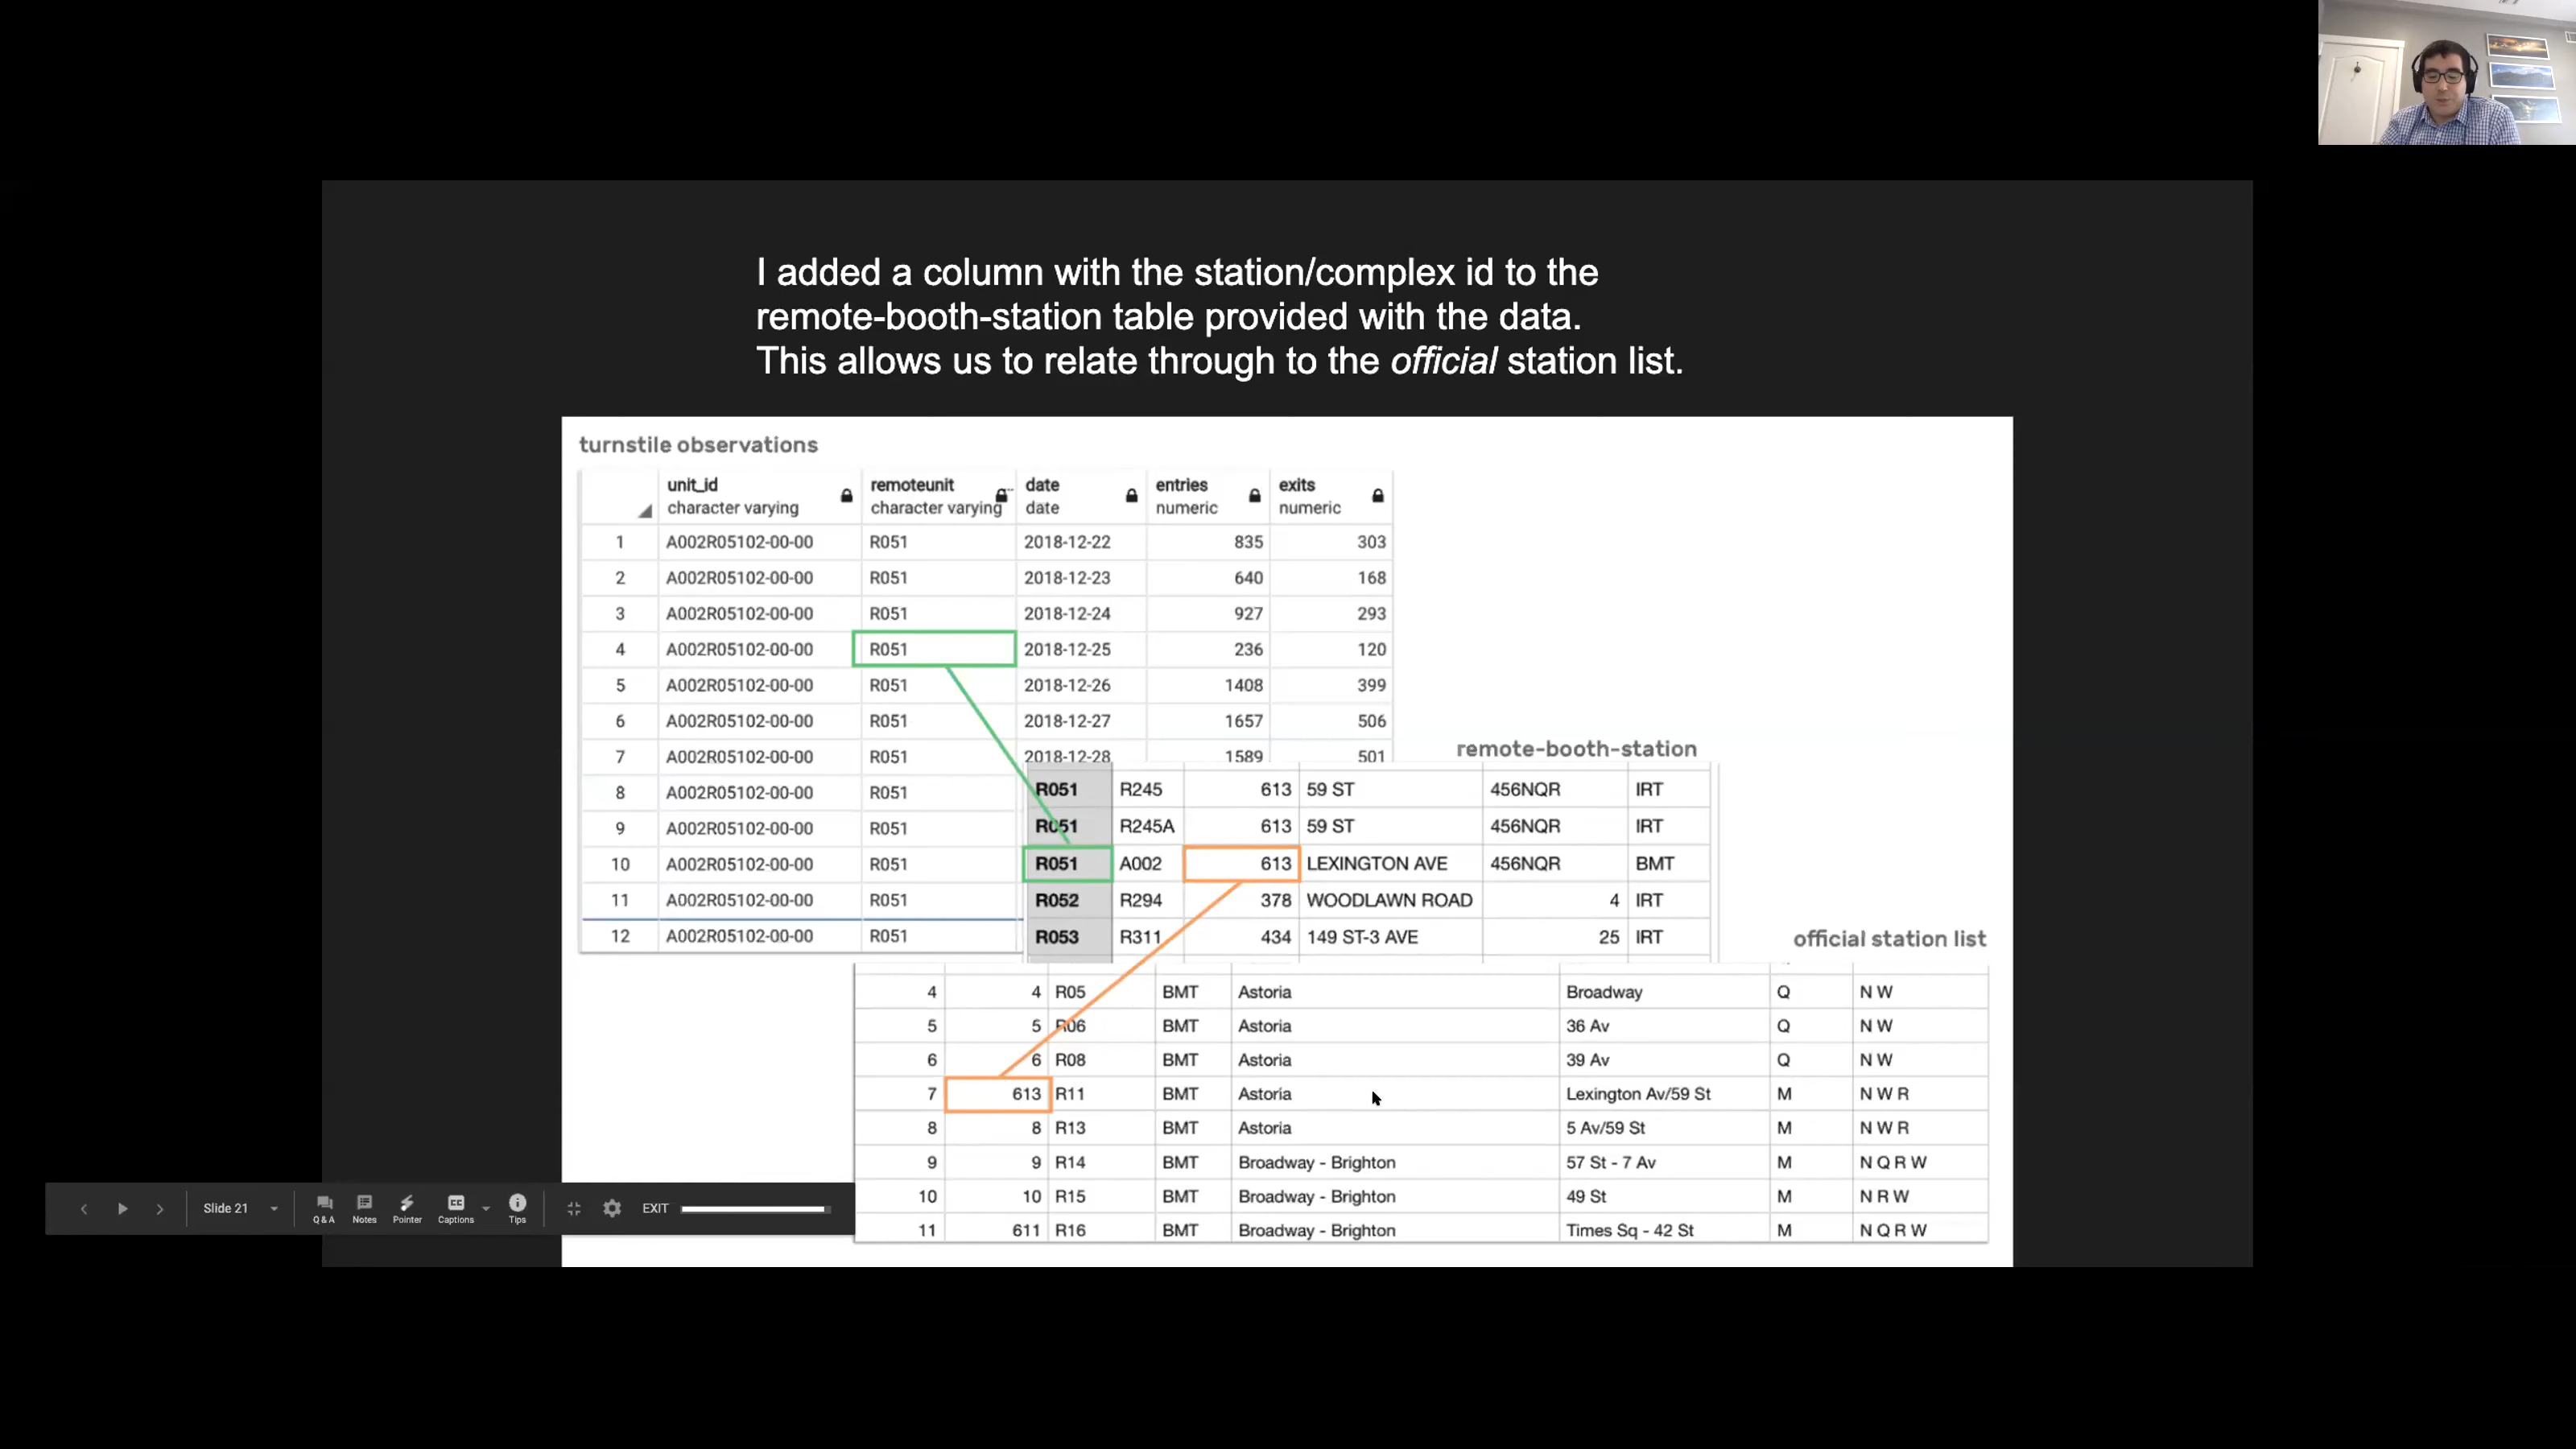 I added a column with the station/complex id to the
remote-booth-station table provided with the data.
This allows us to relate through to the official station list.
turnstile observations
unit_id remoteunit date entries exits
character varying character varying date numeric numeric
1 A002R05102-00-00 R051 2018-12-22 835 303
2 A002R05102-00-00 R051 2018-12-23 640 168
3 A002R05102-00-00 R051 2018-12-24 927 293
4 A002R05102-00-00 R051 2018-12-25 236 120
5 A002R05102-00-00 R051 2018-12-26 1408 399
6 A002R05102-00-00 R051 2018-12-27 1657 506
7 A002R05102-00-00 R051 2018-12-28 1589 501
8 A002R05102-00-00 R051
9 A002R05102-00-00 R051
10 A002R05102-00-00 R051
11 A002R05102-00-00 R051
12 A002R05102-00-00 R051
remote-booth-station
R051 R245 613 59 ST 456NQR IRT
R051 R245A 613 59 ST 456NQR IRT
R051 A002 613 LEXINGTON AVE 456NQR BMT
R052 R294 378 WOODLAWN ROAD 4 IRT
R053 R311 434 149 ST-3 AVE 25 IRT
official station list
4 4 R05 BMT Astoria Broadway Q N W
5 5 R06 BMT Astoria 36 Av Q N W
6 6 R08 BMT Astoria 39 Av Q N W
7 613 R11 BMT Astoria Lexington Av/59 St M N W R
8 8 R13 BMT Astoria 5 Av/59 St M N W R
9 9 R14 BMT Broadway - Brighton 57 St - 7 Av M N Q R W
10 10 R15 BMT Broadway - Brighton 49 St M N R W
11 611 R16 BMT Broadway - Brighton Times Sq - 42 St M N Q R W
Slide 21 Q&A Notes Pointer Captions Tips EXIT